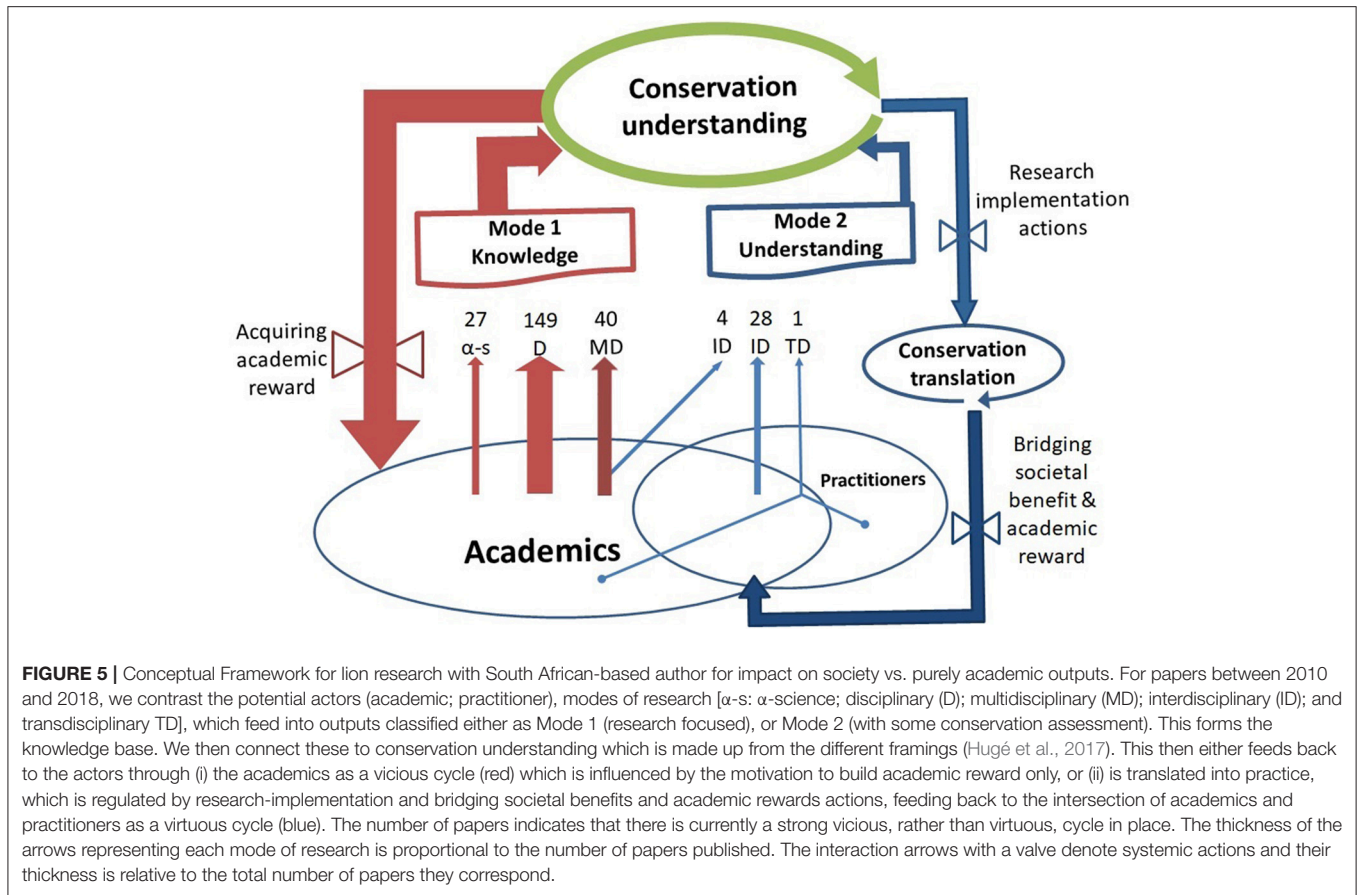 Conservation
understanding
Research
implementation
actions
Mode 1
Knowledge
Mode 2
Understanding
Acquiring
academic
reward
27 149 40 4 28 1
α-s D MD ID ID TD
Conservation
translation
Practitioners
Academics
Bridging
societal
benefit &
academic
reward
FIGURE 5 | Conceptual Framework for lion research with South African-based author for impact on society vs. purely academic outputs. For papers between 2010
and 2018, we contrast the potential actors (academic; practitioner), modes of research [α-s: α-science; disciplinary (D); multidisciplinary (MD); interdisciplinary (ID); and
transdisciplinary TD], which feed into outputs classified either as Mode 1 (research focused), or Mode 2 (with some conservation assessment). This forms the
knowledge base. We then connect these to conservation understanding which is made up from the different framings (Hugé et al., 2017). This then either feeds back
to the actors through (i) the academics as a vicious cycle (red) which is influenced by the motivation to build academic reward only, or (ii) is translated into practice,
which is regulated by research-implementation and bridging societal benefits and academic rewards actions, feeding back to the intersection of academics and
practitioners as a virtuous cycle (blue). The number of papers indicates that there is currently a strong vicious, rather than virtuous, cycle in place. The thickness of the
arrows representing each mode of research is proportional to the number of papers published. The interaction arrows with a valve denote systemic actions and their
thickness is relative to the total number of papers they correspond.